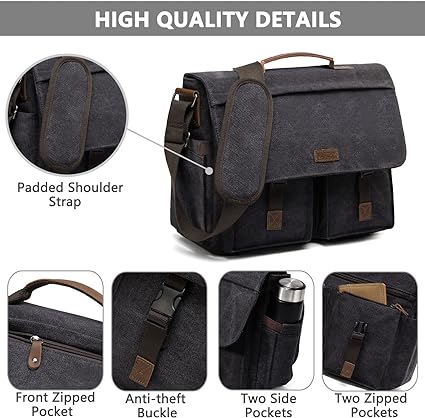 HIGH QUALITY DETAILS
Padded Shoulder
Strap
Front Zipped
Pocket
Anti-theft
Buckle
Two Side
Pockets
Two Zipped
Pockets